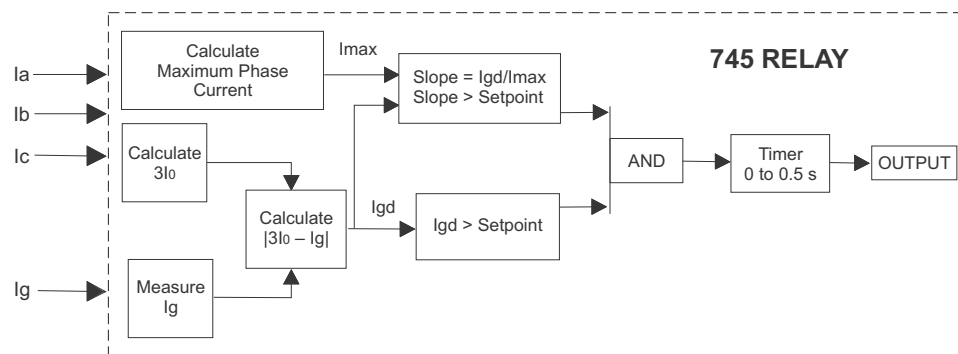 745 RELAY
Ia
Ib
Ic
Ig
Calculate
Maximum Phase
Current
Imax
Slope = Igd/Imax
Slope > Setpoint
Calculate
3I0
Calculate
|3I0 – Ig|
Measure
Ig
Igd
Igd > Setpoint
AND
Timer
0 to 0.5 s
OUTPUT